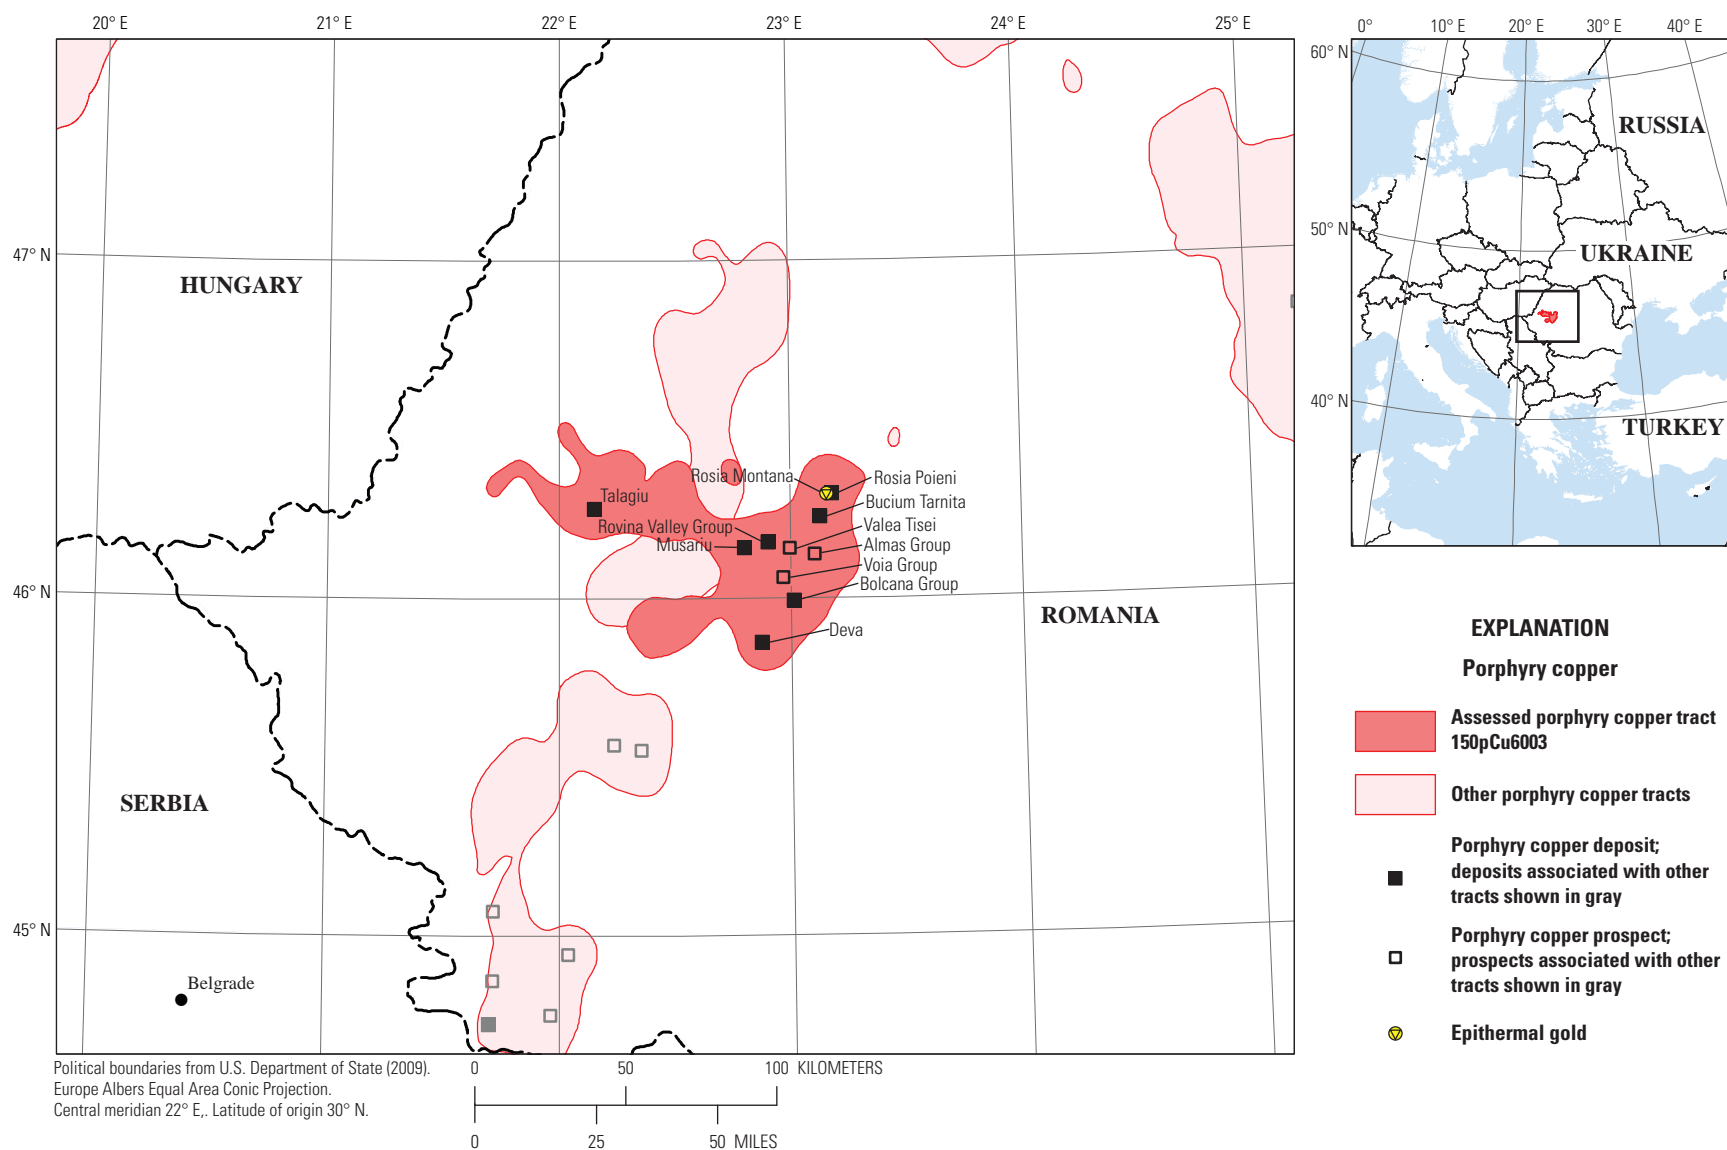 20° E
21° E
22° E
23° E
24° E
25° E
47° N
46° N
45° N
HUNGARY
SERBIA
ROMANIA
Belgrade
Talagiu
Rosia Montana
Rovina Valley Group
Musariu
Rosia Poieni
Bucium Tarnita
Valea Tisei
Almas Group
Voia Group
Bolcana Group
Deva
Political boundaries from U.S. Department of State (2009).
Europe Albers Equal Area Conic Projection.
Central meridian 22° E,. Latitude of origin 30° N.
0 50 100 KILOMETERS
0 25 50 MILES
0° 10° E 20° E 30° E 40° E
60° N
50° N
40° N
RUSSIA
UKRAINE
TURKEY
EXPLANATION
Porphyry copper
Assessed porphyry copper tract
150pCu6003
Other porphyry copper tracts
Porphyry copper deposit;
deposits associated with other
tracts shown in gray
Porphyry copper prospect;
prospects associated with other
tracts shown in gray
Epithermal gold